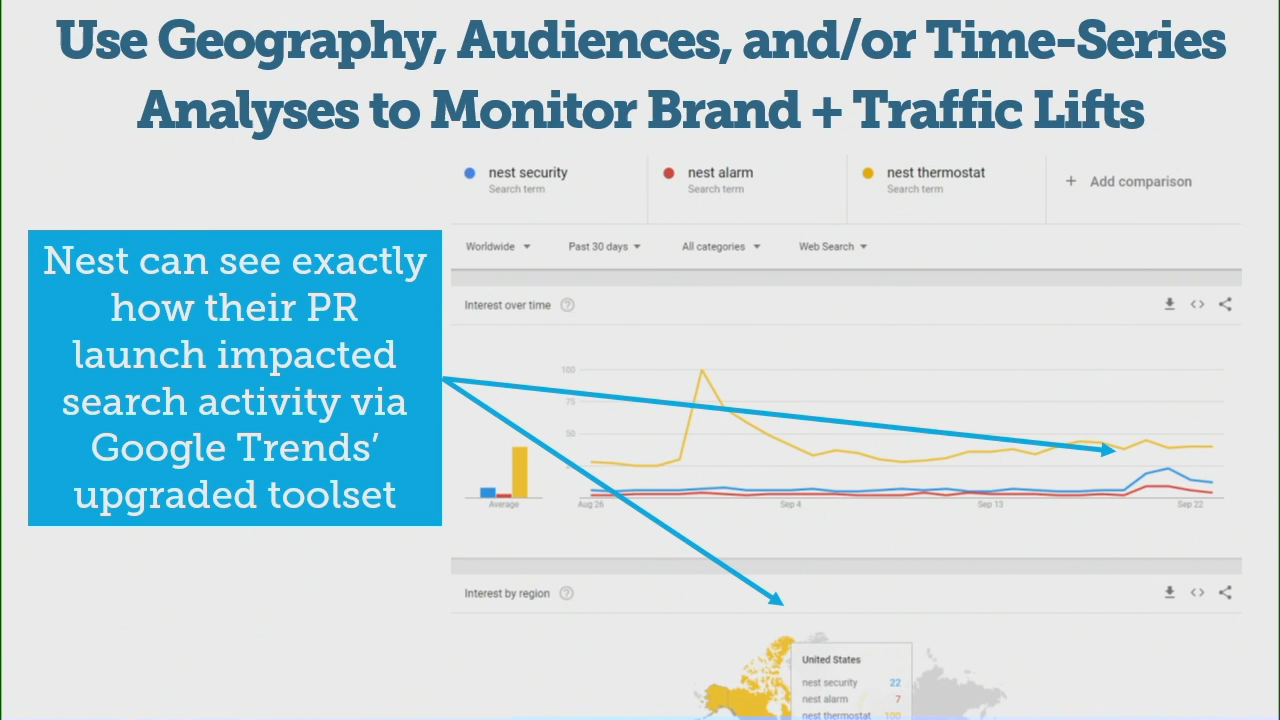 Use Geography, Audiences, and/or Time-Series
Analyses to Monitor Brand + Traffic Lifts
nest security
Search term
nest alarm
Search term
nest thermostat
Search term
+ Add comparison
Worldwide
Past 30 days
All categories
Web Search
Nest can see exactly
how their PR
launch impacted
search activity via
Google Trends’
upgraded toolset
Interest over time
100
75
50
25
Average
Aug 26
Sep 4
Sep 13
Sep 22
Interest by region
United States
nest security 22
nest alarm 7
nest thermostat 100